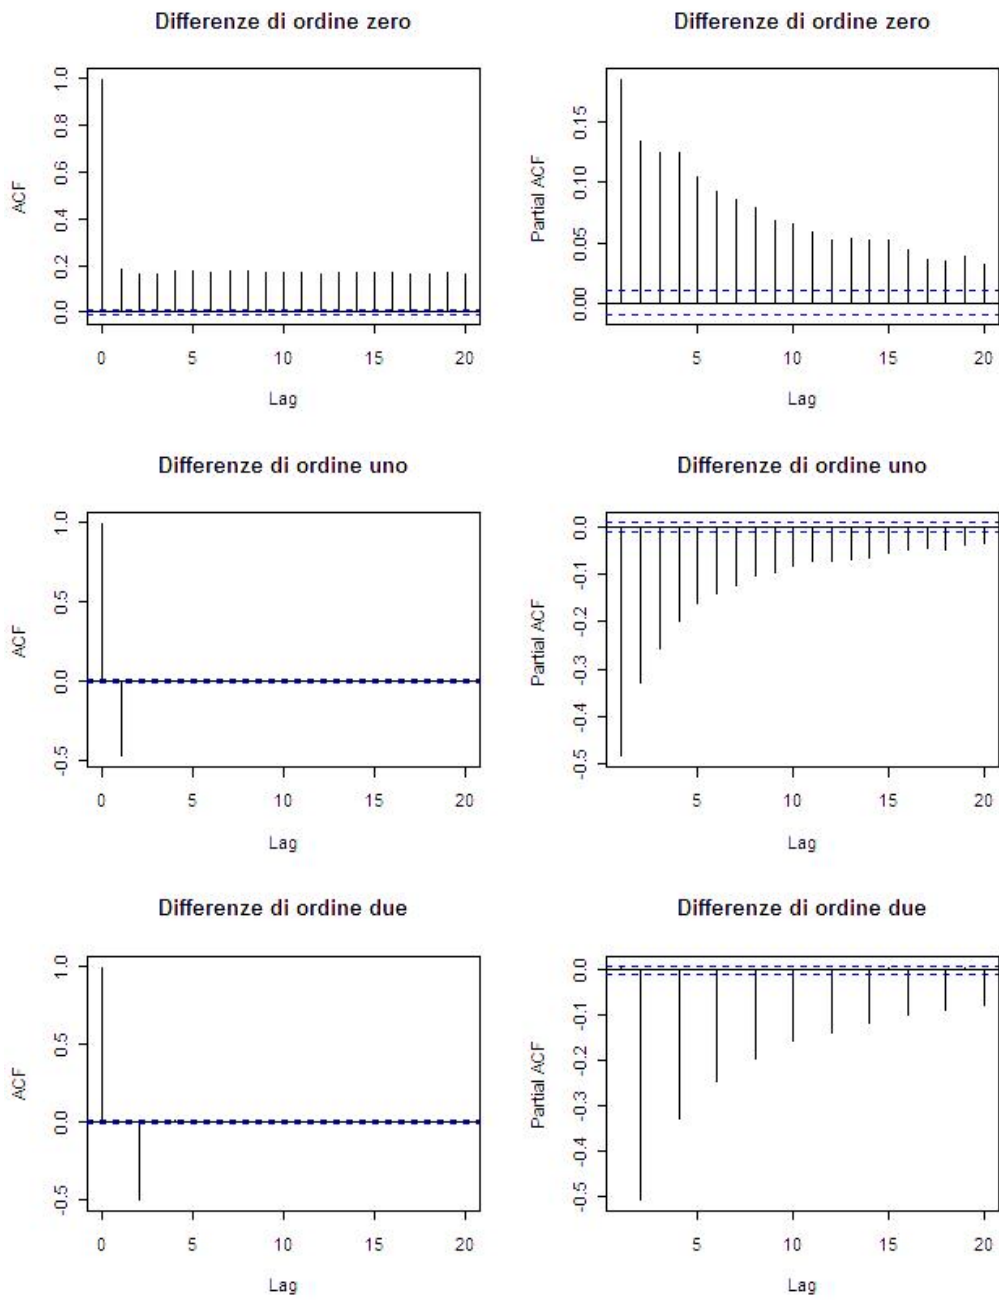 Differenze di ordine zero
ACF
1.0
0.8
0.6
0.4
0.2
0.0
0 5 10 15 20
Lag
Differenze di ordine zero
Partial ACF
0.15
0.10
0.05
0.00
5 10 15 20
Lag
Differenze di ordine uno
ACF
1.0
0.5
0.0
-0.5
0 5 10 15 20
Lag
Differenze di ordine uno
Partial ACF
0.0
-0.1
-0.2
-0.3
-0.4
-0.5
5 10 15 20
Lag
Differenze di ordine due
ACF
1.0
0.5
0.0
-0.5
0 5 10 15 20
Lag
Differenze di ordine due
Partial ACF
0.0
-0.1
-0.2
-0.3
-0.4
-0.5
5 10 15 20
Lag